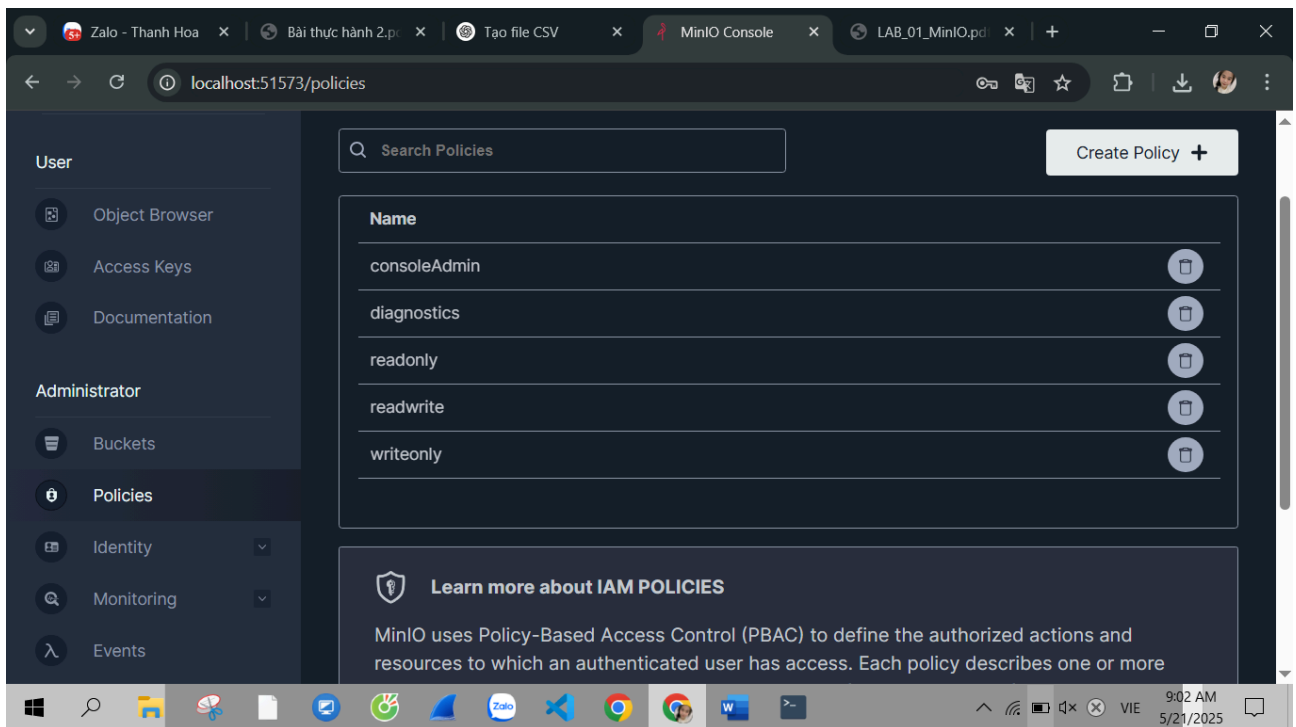 Zalo - Thanh Hoa
Bài thực hành 2.pd
Tạo file CSV
MinIO Console
LAB_01_MinIO.pdf
localhost:51573/policies
User
Object Browser
Access Keys
Documentation
Administrator
Buckets
Policies
Identity
Monitoring
Events
Search Policies
Create Policy
Name
consoleAdmin
diagnostics
readonly
readwrite
writeonly
Learn more about IAM POLICIES
MinIO uses Policy-Based Access Control (PBAC) to define the authorized actions and
resources to which an authenticated user has access. Each policy describes one or more
Zalo
VIE
9:02 AM
5/21/2025